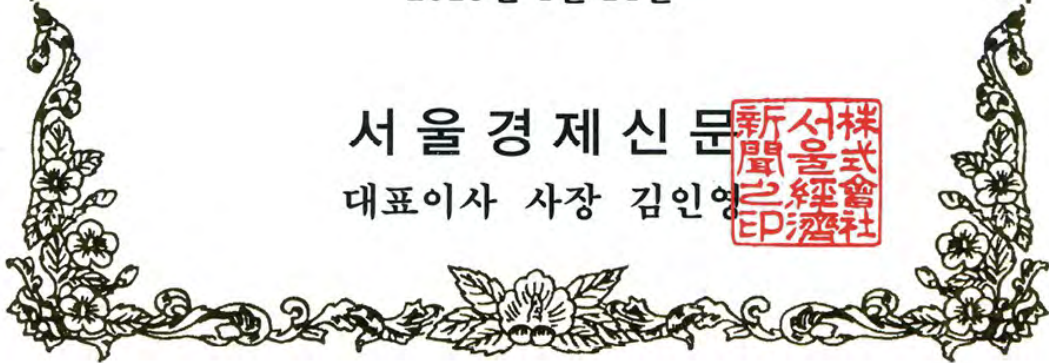 서울경제신문
대표이사 사장 김인영
株式會社
서울經濟
新聞之印